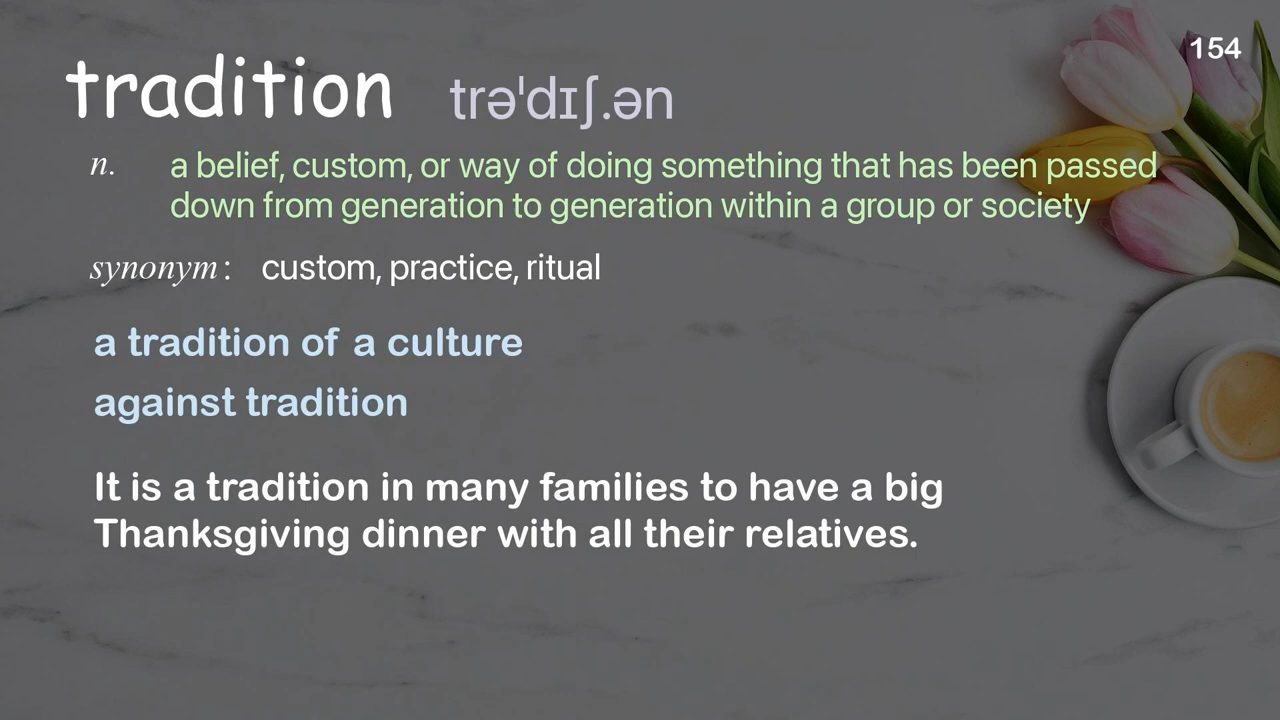 154
tradition trəˈdɪʃ.ən
n. a belief, custom, or way of doing something that has been passed
down from generation to generation within a group or society
synonym: custom, practice, ritual
a tradition of a culture
against tradition
It is a tradition in many families to have a big
Thanksgiving dinner with all their relatives.